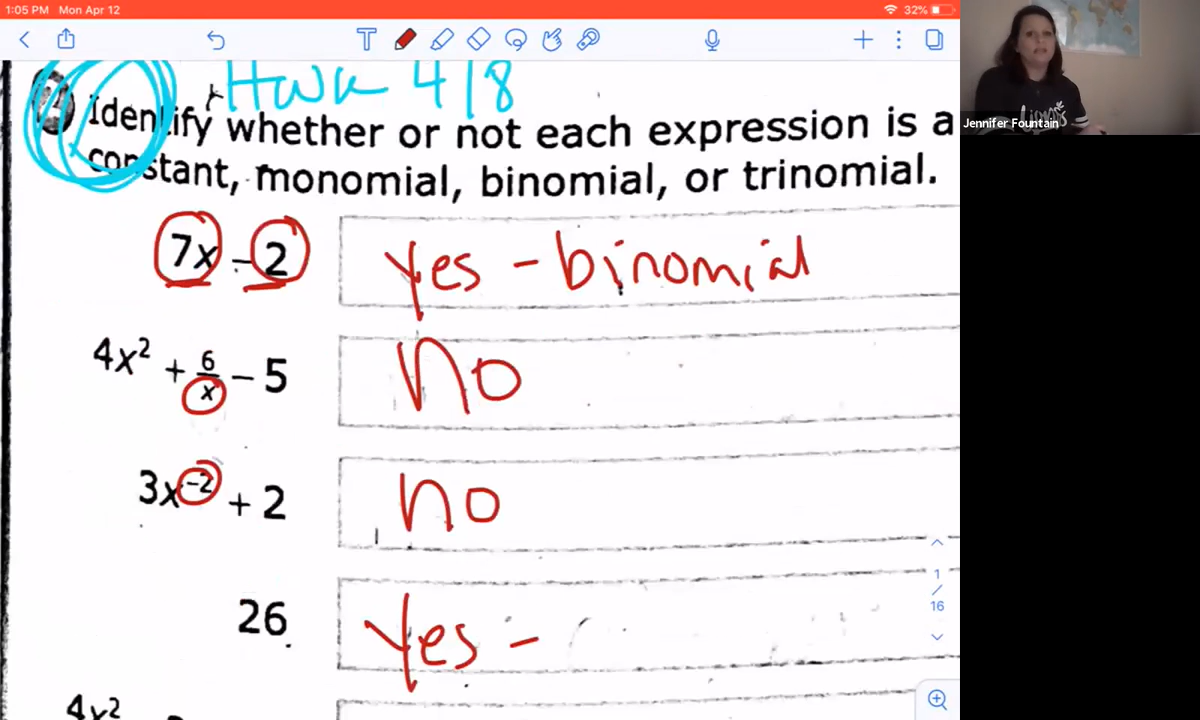 1:05 PM Mon Apr 12
32%
Hwk 4/8
Identify whether or not each expression is a
constant, monomial, binomial, or trinomial.
7x - 2
yes - binomial
4x² + 6/x - 5
no
3x⁻² + 2
no
26
yes -
4x²
1
/
16
Jennifer Fountain